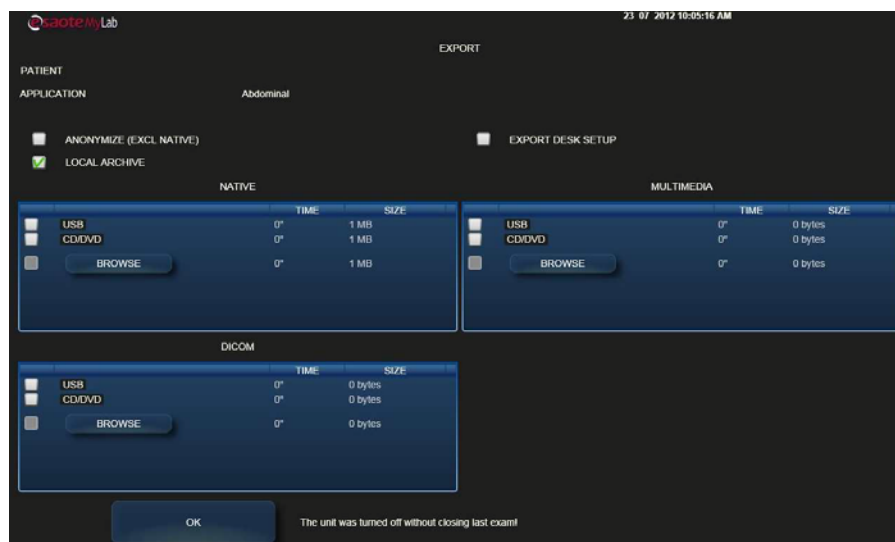 esaote MyLab
23 07 2012 10:05:16 AM
EXPORT
PATIENT
APPLICATION Abdominal
ANONYMIZE (EXCL NATIVE)
EXPORT DESK SETUP
LOCAL ARCHIVE
NATIVE
TIME SIZE
USB 0" 1 MB
CD/DVD 0" 1 MB
BROWSE 0" 1 MB
MULTIMEDIA
TIME SIZE
USB 0" 0 bytes
CD/DVD 0" 0 bytes
BROWSE 0" 0 bytes
DICOM
TIME SIZE
USB 0" 0 bytes
CD/DVD 0" 0 bytes
BROWSE 0" 0 bytes
OK
The unit was turned off without closing last exam!